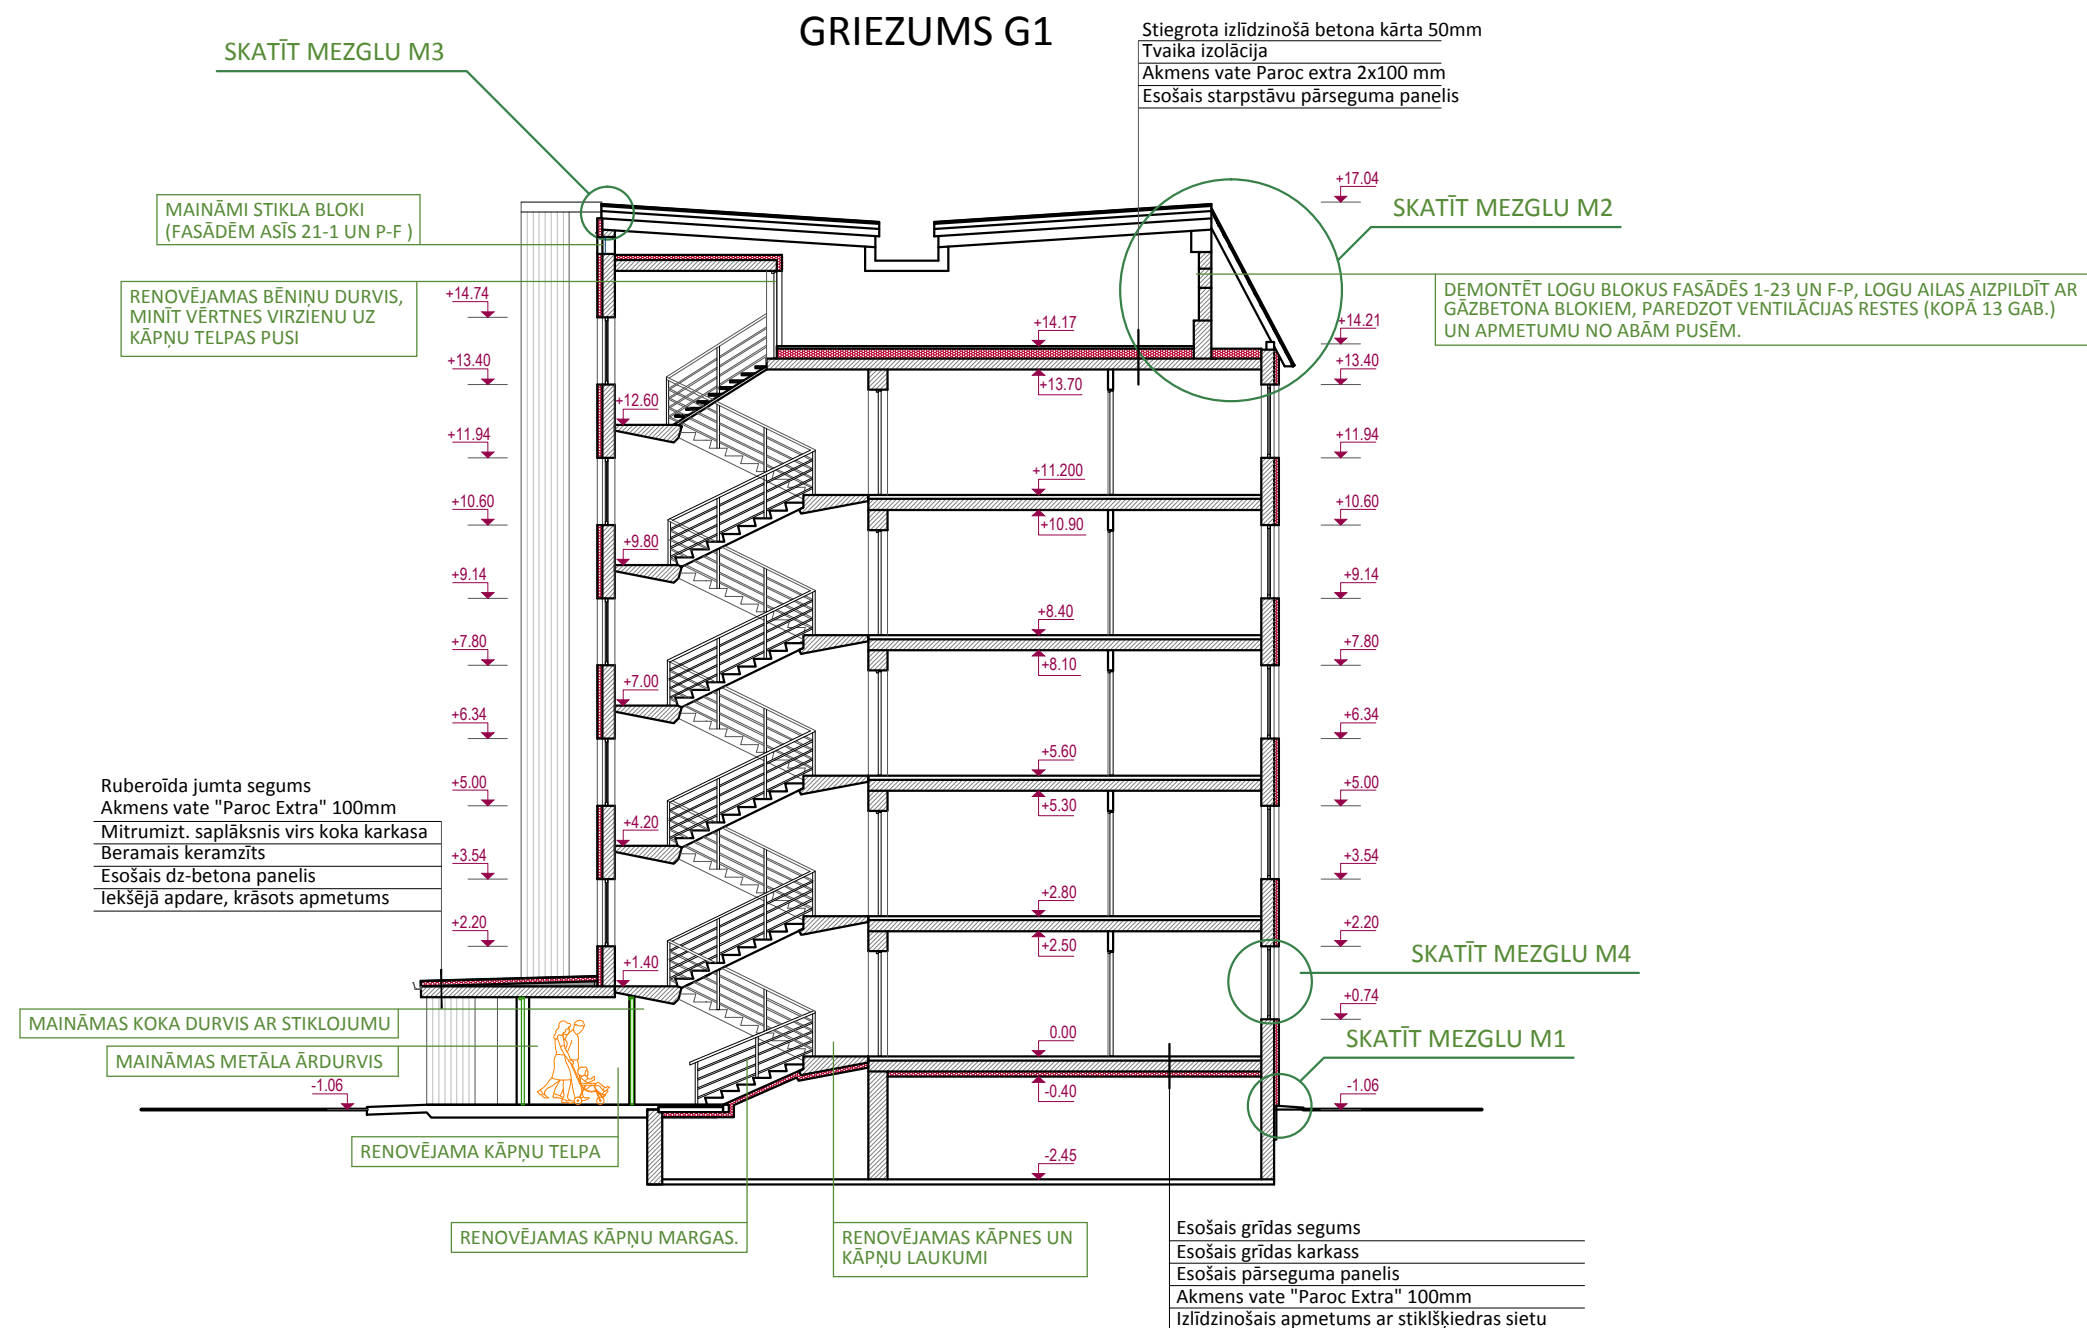 GRIEZUMS G1
SKATĪT MEZGLU M3
Stiegrota izlīdzinošā betona kārta 50mm
Tvaika izolācija
Akmens vate Paroc extra 2x100 mm
Esošais starpstāvu pārseguma panelis
MAINĀMI STIKLA BLOKI
(FASĀDĒM ASĪS 21-1 UN P-F )
+17.04
SKATĪT MEZGLU M2
RENOVĒJAMAS BĒNIŅU DURVIS,
MINĪT VĒRTNES VIRZIENU UZ
KĀPŅU TELPAS PUSI
DEMONTĒT LOGU BLOKUS FASĀDĒS 1-23 UN F-P, LOGU AILAS AIZPILDĪT AR
GĀZBETONA BLOKIEM, PAREDZOT VENTILĀCIJAS RESTES (KOPĀ 13 GAB.)
UN APMETUMU NO ABĀM PUSĒM.
+14.74
+14.17
+14.21
+13.40
+13.70
+13.40
+12.60
+11.94
+11.94
+11.200
+10.60
+10.90
+10.60
+9.80
+9.14
+9.14
+8.40
+7.80
+8.10
+7.80
+7.00
+6.34
+6.34
+5.60
+5.00
+5.30
+5.00
+4.20
+3.54
+3.54
+2.80
+2.20
+2.50
+2.20
+1.40
+0.74
0.00
-0.40
-1.06
-1.06
-2.45
Ruberoīda jumta segums
Akmens vate "Paroc Extra" 100mm
Mitrumizt. saplāksnis virs koka karkasa
Beramais keramzīts
Esošais dz-betona panelis
Iekšējā apdare, krāsots apmetums
SKATĪT MEZGLU M4
SKATĪT MEZGLU M1
MAINĀMAS KOKA DURVIS AR STIKLOJUMU
MAINĀMAS METĀLA ĀRDURVIS
RENOVĒJAMA KĀPŅU TELPA
RENOVĒJAMAS KĀPŅU MARGAS.
RENOVĒJAMAS KĀPNES UN
KĀPŅU LAUKUMI
Esošais grīdas segums
Esošais grīdas karkass
Esošais pārseguma panelis
Akmens vate "Paroc Extra" 100mm
Izlīdzinošais apmetums ar stiklšķiedras sietu